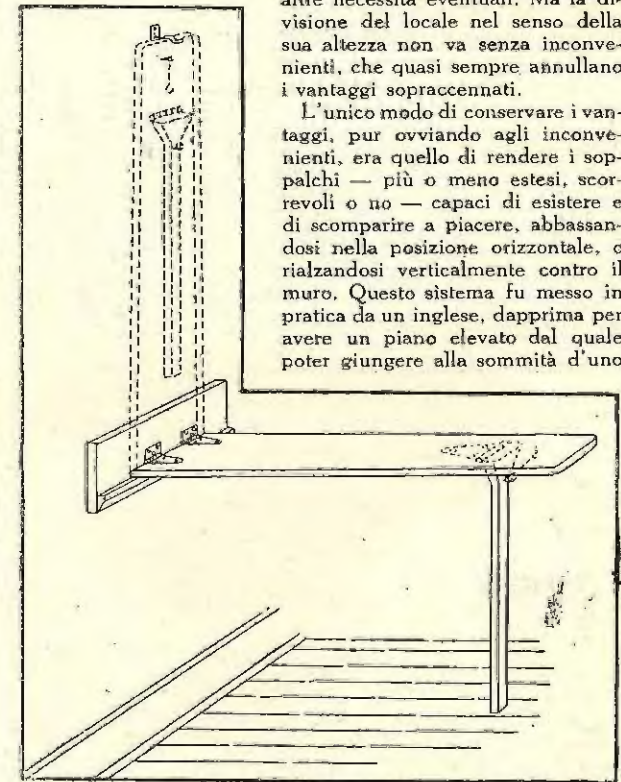 altre necessità eventuali. Ma la di-
visione del locale nel senso della
sua altezza non va senza inconve-
nienti, che quasi sempre annullano
i vantaggi sopraccennati.
L'unico modo di conservare i van-
taggi, pur ovviando agli inconve-
nienti, era quello di rendere i sop-
palchi — più o meno estesi, scor-
revoli o no — capaci di esistere e
di scomparire a piacere, abbassan-
dosi nella posizione orizzontale, o
rialzandosi verticalmente contro il
muro. Questo sistema fu messo in
pratica da un inglese, dapprima per
avere un piano elevato dal quale
poter giungere alla sommità d'uno